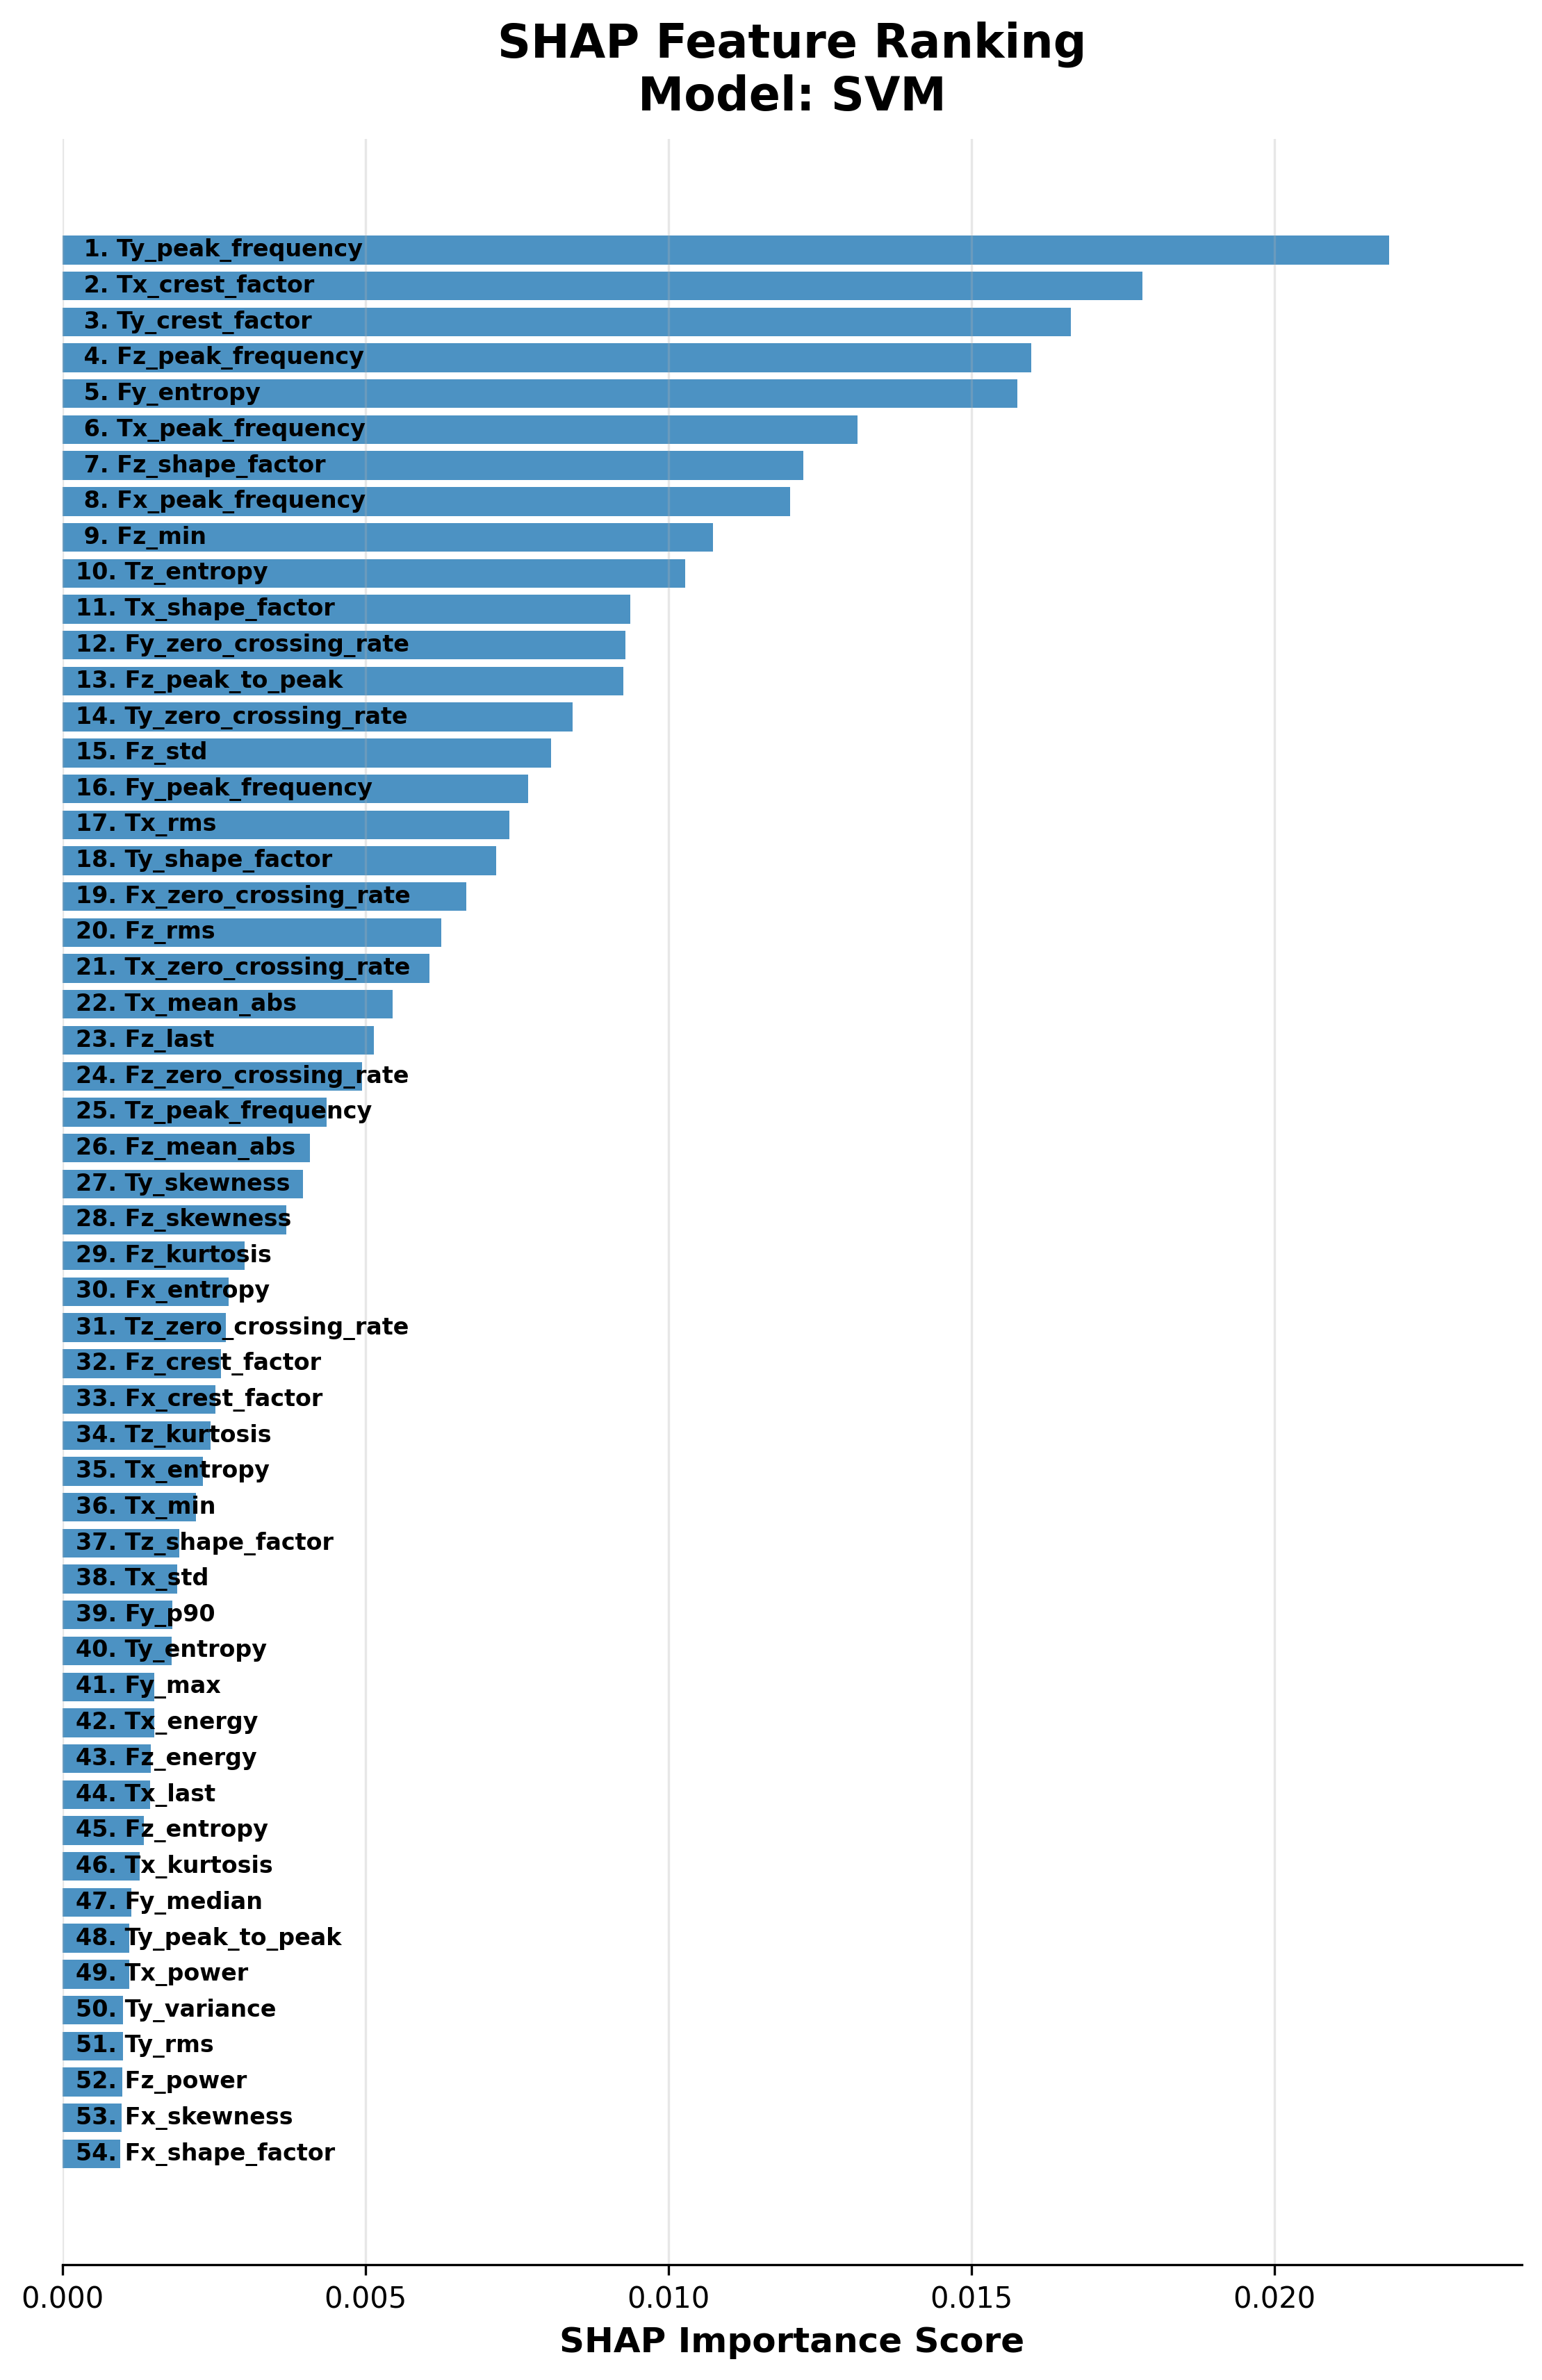 SHAP Feature Ranking
Model: SVM
1. Ty_peak_frequency
2. Tx_crest_factor
3. Ty_crest_factor
4. Fz_peak_frequency
5. Fy_entropy
6. Tx_peak_frequency
7. Fz_shape_factor
8. Fx_peak_frequency
9. Fz_min
10. Tz_entropy
11. Tx_shape_factor
12. Fy_zero_crossing_rate
13. Fz_peak_to_peak
14. Ty_zero_crossing_rate
15. Fz_std
16. Fy_peak_frequency
17. Tx_rms
18. Ty_shape_factor
19. Fx_zero_crossing_rate
20. Fz_rms
21. Tx_zero_crossing_rate
22. Tx_mean_abs
23. Fz_last
24. Fz_zero_crossing_rate
25. Tz_peak_frequency
26. Fz_mean_abs
27. Ty_skewness
28. Fz_skewness
29. Fz_kurtosis
30. Fx_entropy
31. Tz_zero_crossing_rate
32. Fz_crest_factor
33. Fx_crest_factor
34. Tz_kurtosis
35. Tx_entropy
36. Tx_min
37. Tz_shape_factor
38. Tx_std
39. Fy_p90
40. Ty_entropy
41. Fy_max
42. Tx_energy
43. Fz_energy
44. Tx_last
45. Fz_entropy
46. Tx_kurtosis
47. Fy_median
48. Ty_peak_to_peak
49. Tx_power
50. Ty_variance
51. Ty_rms
52. Fz_power
53. Fx_skewness
54. Fx_shape_factor
0.000 0.005 0.010 0.015 0.020
SHAP Importance Score